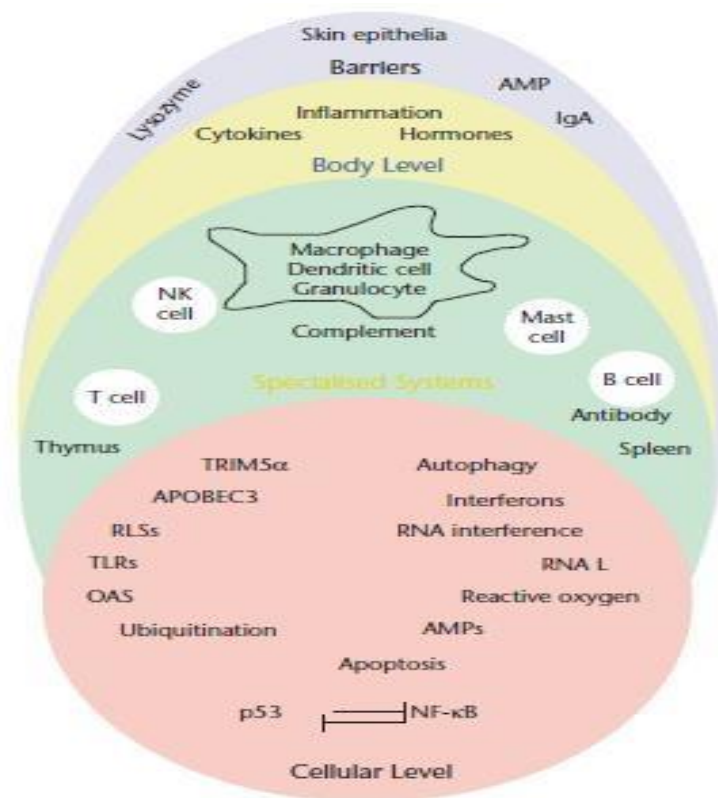 Skin epithelia
Barriers
AMP
Lysozyme
IgA
Inflammation
Cytokines Hormones
Body Level
Macrophage
Dendritic cell
Granulocyte
NK
cell
Mast
cell
Complement
T cell
Specialised Systems
B cell
Antibody
Thymus
Spleen
TRIM5α Autophagy
APOBEC3 Interferons
RLSs RNA interference
TLRs RNA L
OAS Reactive oxygen
Ubiquitination AMPs
Apoptosis
p53 NF-κB
Cellular Level